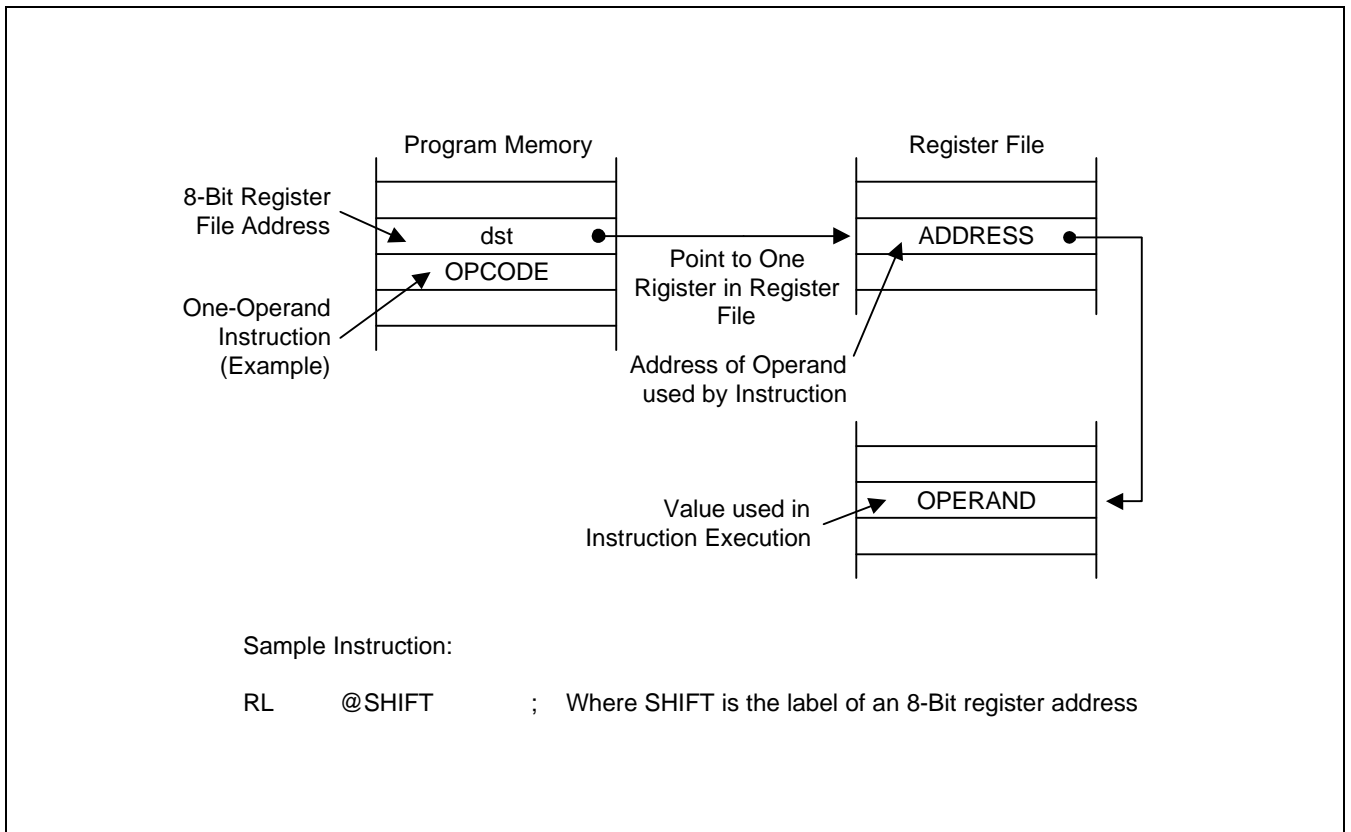 Program Memory
Register File
8-Bit Register
File Address
dst
ADDRESS
OPCODE
Point to One
Rigister in Register
File
One-Operand
Instruction
(Example)
Address of Operand
used by Instruction
OPERAND
Value used in
Instruction Execution
Sample Instruction:
RL @SHIFT ; Where SHIFT is the label of an 8-Bit register address